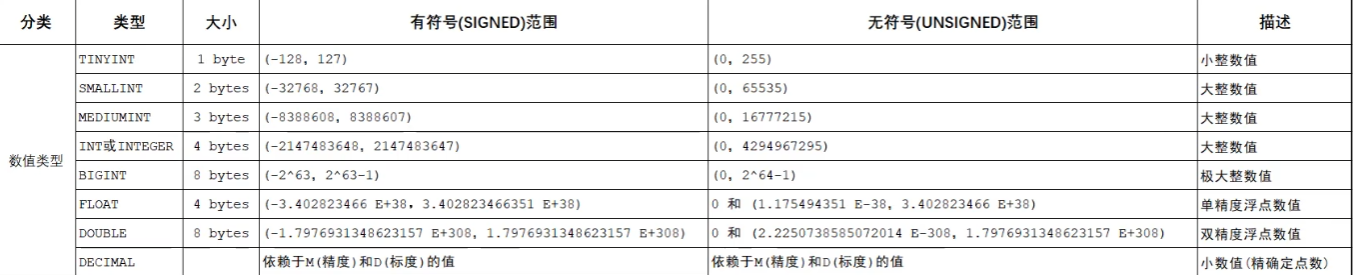 分类 类型 大小 有符号(SIGNED)范围 无符号(UNSIGNED)范围 描述
TINYINT 1 byte (-128, 127) (0, 255) 小整数值
SMALLINT 2 bytes (-32768, 32767) (0, 65535) 大整数值
MEDIUMINT 3 bytes (-8388608, 8388607) (0, 16777215) 大整数值
数值类型 INT或INTEGER 4 bytes (-2147483648, 2147483647) (0, 4294967295) 大整数值
BIGINT 8 bytes (-2^63, 2^63-1) (0, 2^64-1) 极大整数值
FLOAT 4 bytes (-3.402823466 E+38, 3.402823466351 E+38) 0 和 (1.175494351 E-38, 3.402823466 E+38) 单精度浮点数值
DOUBLE 8 bytes (-1.7976931348623157 E+308, 1.7976931348623157 E+308) 0 和 (2.2250738585072014 E-308, 1.7976931348623157 E+308) 双精度浮点数值
DECIMAL 依赖于M(精度)和D(标度)的值 依赖于M(精度)和D(标度)的值 小数值(精确定点数)